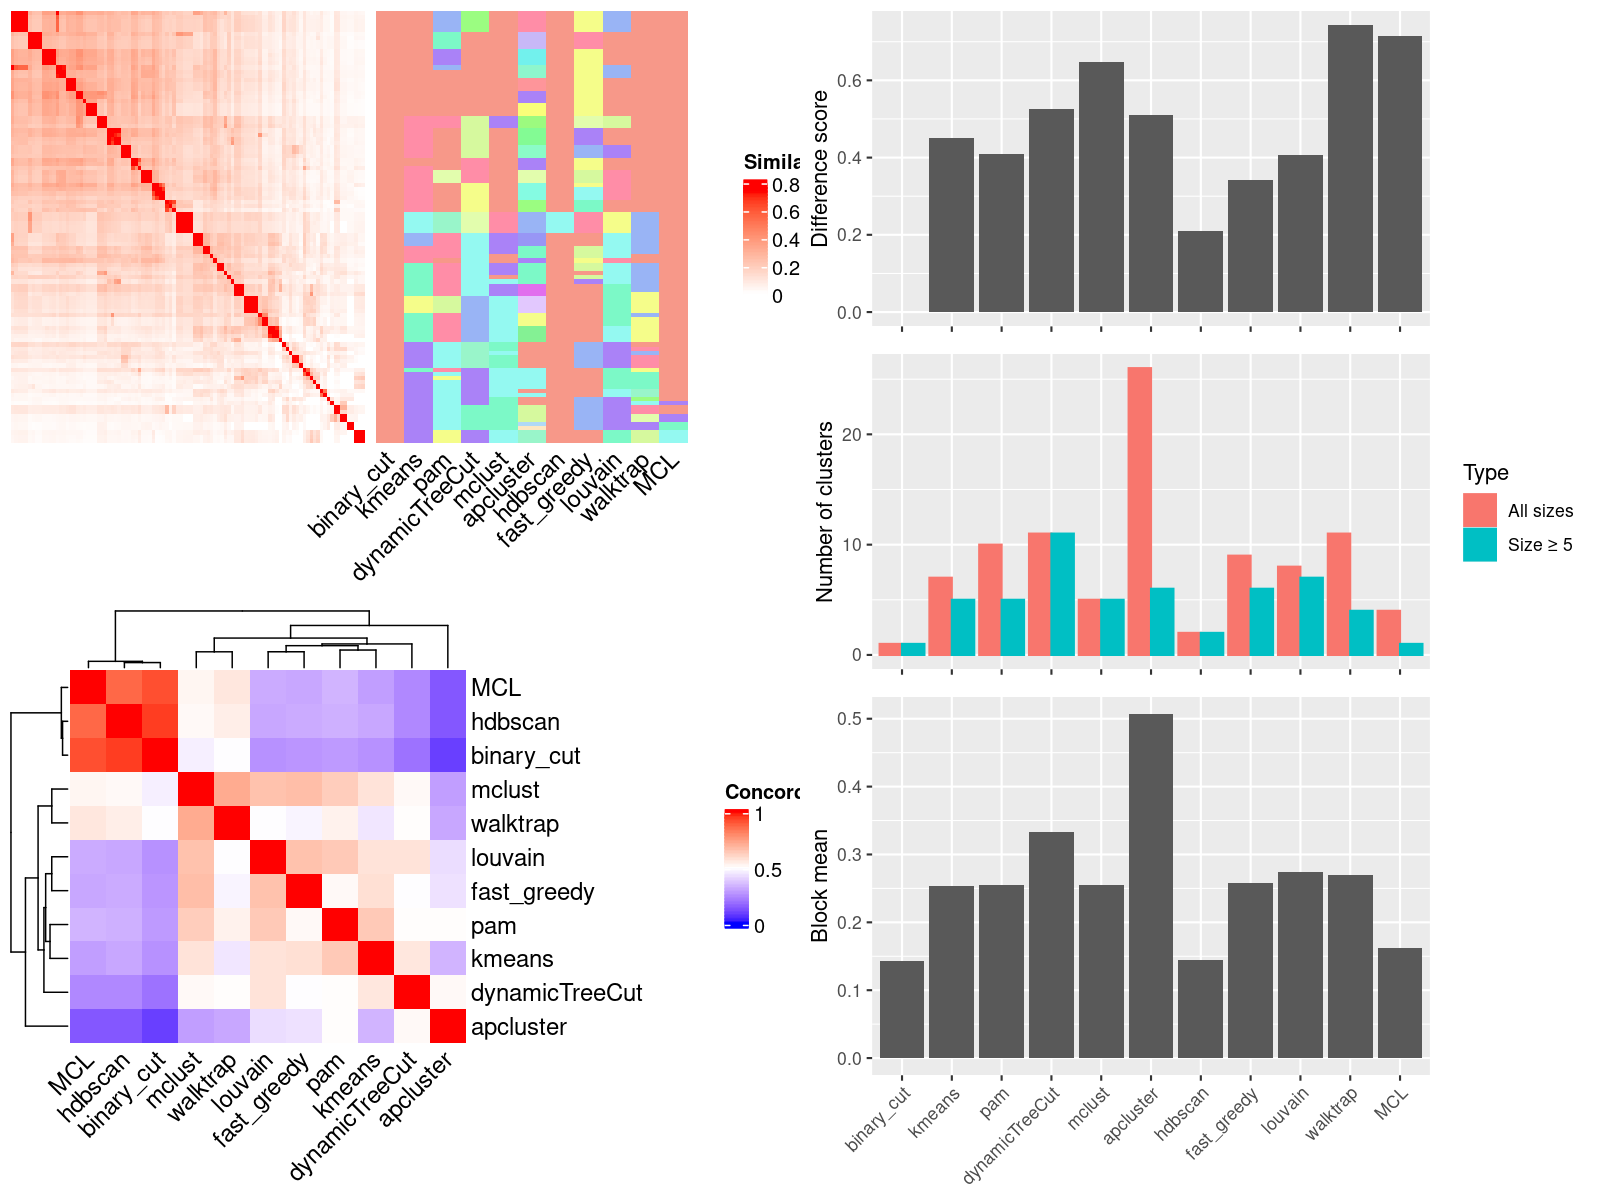 Simila
0.8
0.6
0.4
0.2
0
binary_cut
kmeans
pam
dynamicTreeCut
mclust
apcluster
hdbscan
fast_greedy
louvain
walktrap
MCL
MCL
hdbscan
binary_cut
mclust
walktrap
louvain
fast_greedy
pam
kmeans
dynamicTreeCut
apcluster
MCL
hdbscan
binary_cut
mclust
walktrap
louvain
fast_greedy
pam
kmeans
dynamicTreeCut
apcluster
Concord
1
0.5
0
Difference score
0.6
0.4
0.2
0.0
Number of clusters
20
10
0
Type
All sizes
Size ≥ 5
Block mean
0.5
0.4
0.3
0.2
0.1
0.0
binary_cut
kmeans
pam
dynamicTreeCut
mclust
apcluster
hdbscan
fast_greedy
louvain
walktrap
MCL